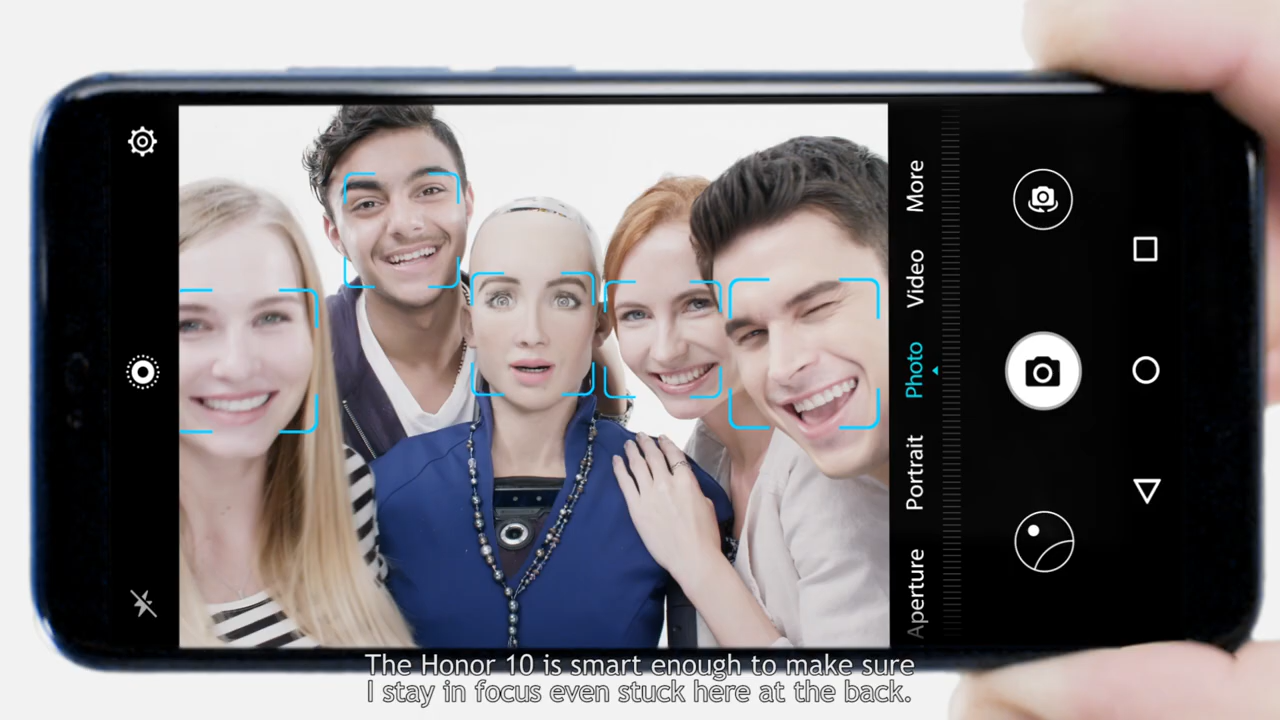 More
Video
Photo
Portrait
Aperture
The Honor 10 is smart enough to make sure
I stay in focus even stuck here at the back.